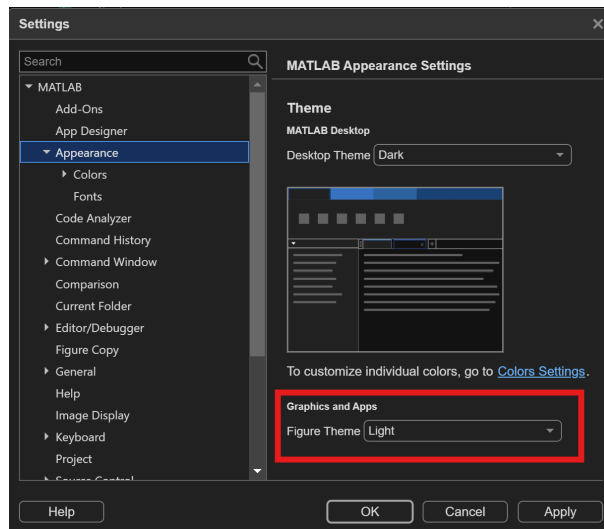 Settings
Search
MATLAB
Add-Ons
App Designer
Appearance
Colors
Fonts
Code Analyzer
Command History
Command Window
Comparison
Current Folder
Editor/Debugger
Figure Copy
General
Help
Image Display
Keyboard
Project
Source Control
MATLAB Appearance Settings
Theme
MATLAB Desktop
Desktop Theme Dark
To customize individual colors, go to Colors Settings.
Graphics and Apps
Figure Theme Light
Help
OK Cancel Apply